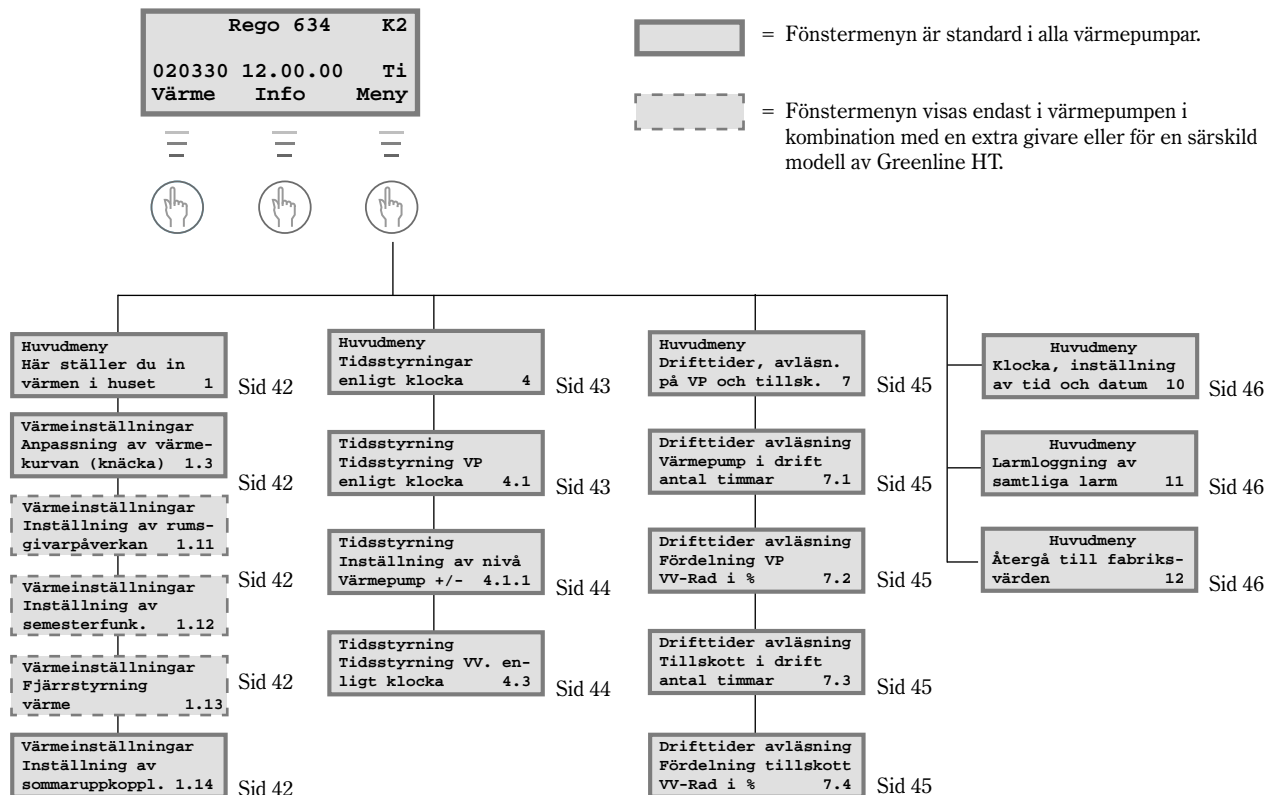 Rego 634 K2
020330 12.00.00 Ti
Värme Info Meny
= Fönstermenyn är standard i alla värmepumpar.
= Fönstermenyn visas endast i värmepumpen i
kombination med en extra givare eller för en särskild
modell av Greenline HT.
Huvudmeny
Här ställer du in
värmen i huset 1
Sid 42
Värmeinställningar
Anpassning av värme-
kurvan (knäcka) 1.3
Sid 42
Värmeinställningar
Inställning av rums-
givarpåverkan 1.11
Sid 42
Värmeinställningar
Inställning av
semesterfunk. 1.12
Värmeinställningar
Fjärrstyrning
värme 1.13
Sid 42
Värmeinställningar
Inställning av
sommaruppkoppl. 1.14
Sid 42
Huvudmeny
Tidsstyrningar
enligt klocka 4
Sid 43
Tidsstyrning
Tidsstyrning VP
enligt klocka 4.1
Sid 43
Tidsstyrning
Inställning av nivå
Värmepump +/- 4.1.1
Sid 44
Tidsstyrning
Tidsstyrning VV. en-
ligt klocka 4.3
Sid 44
Huvudmeny
Drifttider, avläsn.
på VP och tillsk. 7
Sid 45
Drifttider avläsning
Värmepump i drift
antal timmar 7.1
Sid 45
Drifttider avläsning
Fördelning VP
VV-Rad i % 7.2
Sid 45
Drifttider avläsning
Tillskott i drift
antal timmar 7.3
Sid 45
Drifttider avläsning
Fördelning tillskott
VV-Rad i % 7.4
Sid 45
Huvudmeny
Klocka, inställning
av tid och datum 10
Sid 46
Huvudmeny
Larmloggning av
samtliga larm 11
Sid 46
Huvudmeny
Återgå till fabriks-
värden 12
Sid 46